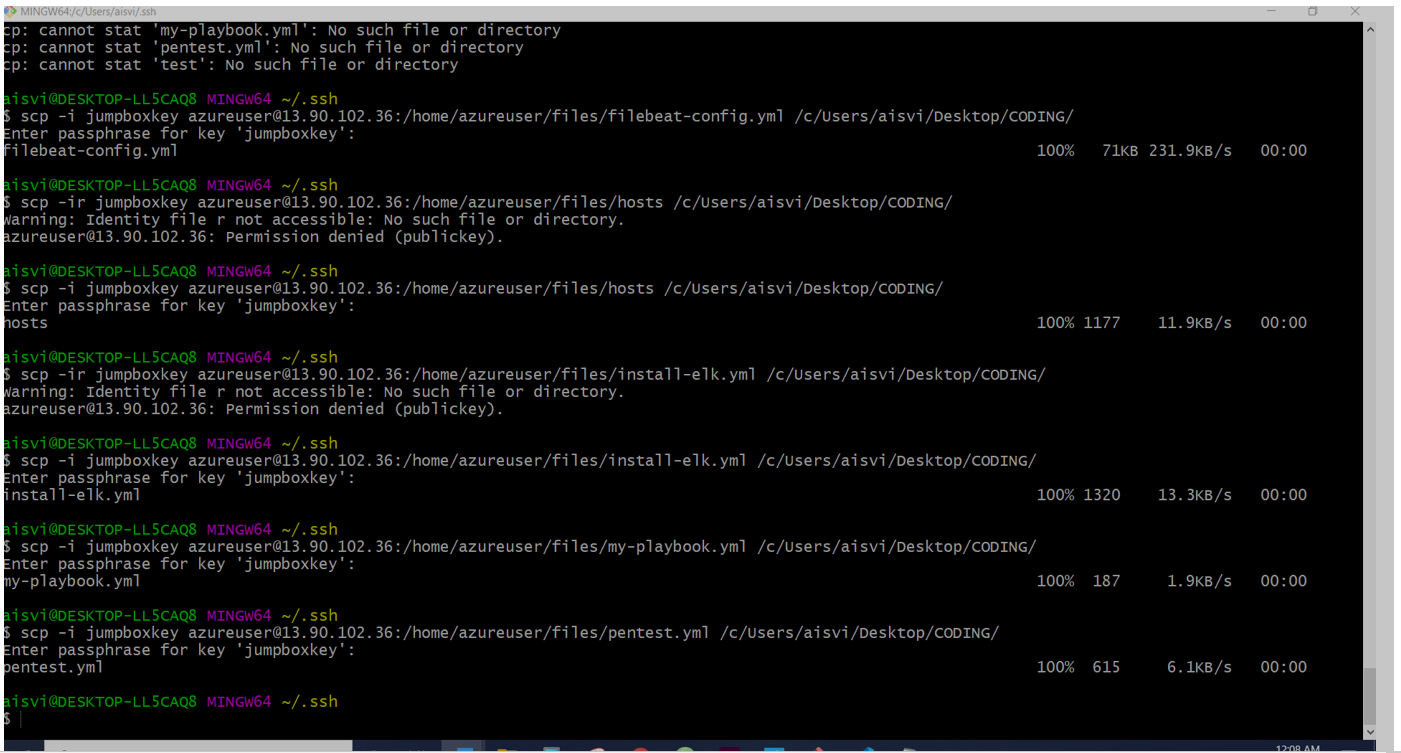 MINGW64:/c/Users/aisvi/.ssh
cp: cannot stat 'my-playbook.yml': No such file or directory
cp: cannot stat 'pentest.yml': No such file or directory
cp: cannot stat 'test': No such file or directory
aisvi@DESKTOP-LL5CAQ8 MINGW64 ~/.ssh
$ scp -i jumpboxkey azureuser@13.90.102.36:/home/azureuser/files/filebeat-config.yml /c/Users/aisvi/Desktop/CODING/
Enter passphrase for key 'jumpboxkey':
filebeat-config.yml 100% 71KB 231.9KB/s 00:00
aisvi@DESKTOP-LL5CAQ8 MINGW64 ~/.ssh
$ scp -ir jumpboxkey azureuser@13.90.102.36:/home/azureuser/files/hosts /c/Users/aisvi/Desktop/CODING/
Warning: Identity file r not accessible: No such file or directory.
azureuser@13.90.102.36: Permission denied (publickey).
aisvi@DESKTOP-LL5CAQ8 MINGW64 ~/.ssh
$ scp -i jumpboxkey azureuser@13.90.102.36:/home/azureuser/files/hosts /c/Users/aisvi/Desktop/CODING/
Enter passphrase for key 'jumpboxkey':
hosts 100% 1177 11.9KB/s 00:00
aisvi@DESKTOP-LL5CAQ8 MINGW64 ~/.ssh
$ scp -ir jumpboxkey azureuser@13.90.102.36:/home/azureuser/files/install-elk.yml /c/Users/aisvi/Desktop/CODING/
Warning: Identity file r not accessible: No such file or directory.
azureuser@13.90.102.36: Permission denied (publickey).
aisvi@DESKTOP-LL5CAQ8 MINGW64 ~/.ssh
$ scp -i jumpboxkey azureuser@13.90.102.36:/home/azureuser/files/install-elk.yml /c/Users/aisvi/Desktop/CODING/
Enter passphrase for key 'jumpboxkey':
install-elk.yml 100% 1320 13.3KB/s 00:00
aisvi@DESKTOP-LL5CAQ8 MINGW64 ~/.ssh
$ scp -i jumpboxkey azureuser@13.90.102.36:/home/azureuser/files/my-playbook.yml /c/Users/aisvi/Desktop/CODING/
Enter passphrase for key 'jumpboxkey':
my-playbook.yml 100% 187 1.9KB/s 00:00
aisvi@DESKTOP-LL5CAQ8 MINGW64 ~/.ssh
$ scp -i jumpboxkey azureuser@13.90.102.36:/home/azureuser/files/pentest.yml /c/Users/aisvi/Desktop/CODING/
Enter passphrase for key 'jumpboxkey':
pentest.yml 100% 615 6.1KB/s 00:00
aisvi@DESKTOP-LL5CAQ8 MINGW64 ~/.ssh
$
12:08 AM